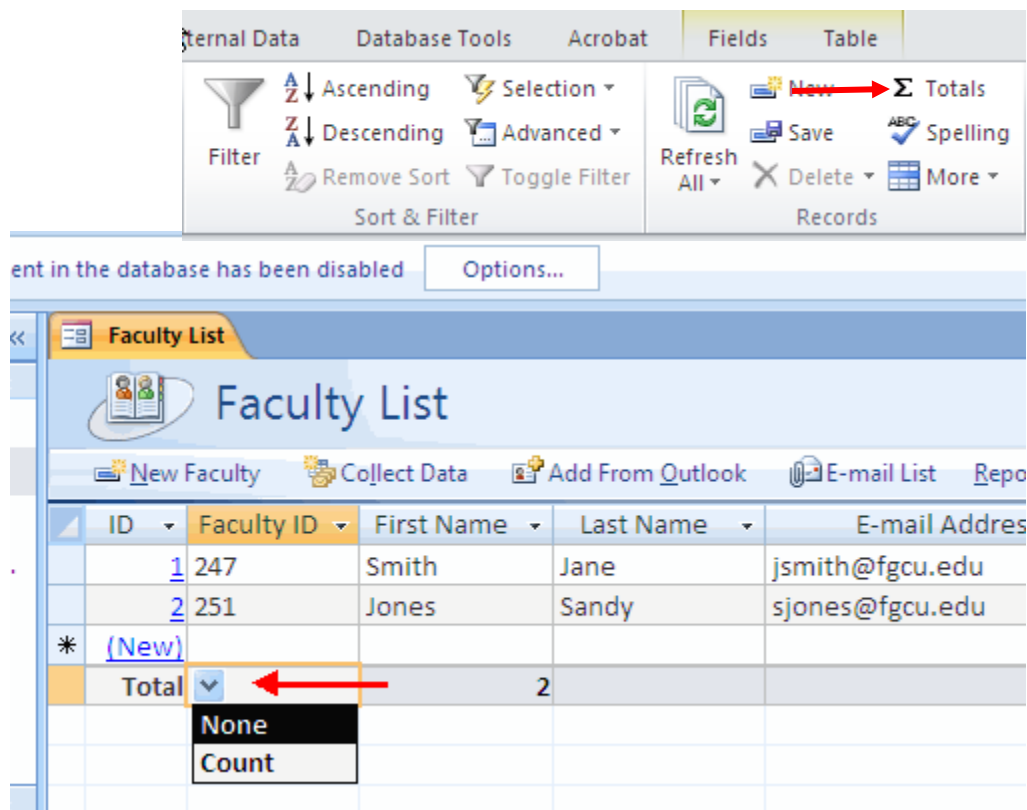 ternal Data Database Tools Acrobat Fields Table
Ascending Selection New Σ Totals
Descending Advanced Save ABC Spelling
Filter Remove Sort Toggle Filter Refresh All Delete More
Sort & Filter Records
ent in the database has been disabled Options...
« Faculty List
Faculty List
New Faculty Collect Data Add From Outlook E-mail List Repo
ID Faculty ID First Name Last Name E-mail Addres
1 247 Smith Jane jsmith@fgcu.edu
2 251 Jones Sandy sjones@fgcu.edu
* (New)
Total 2
None
Count